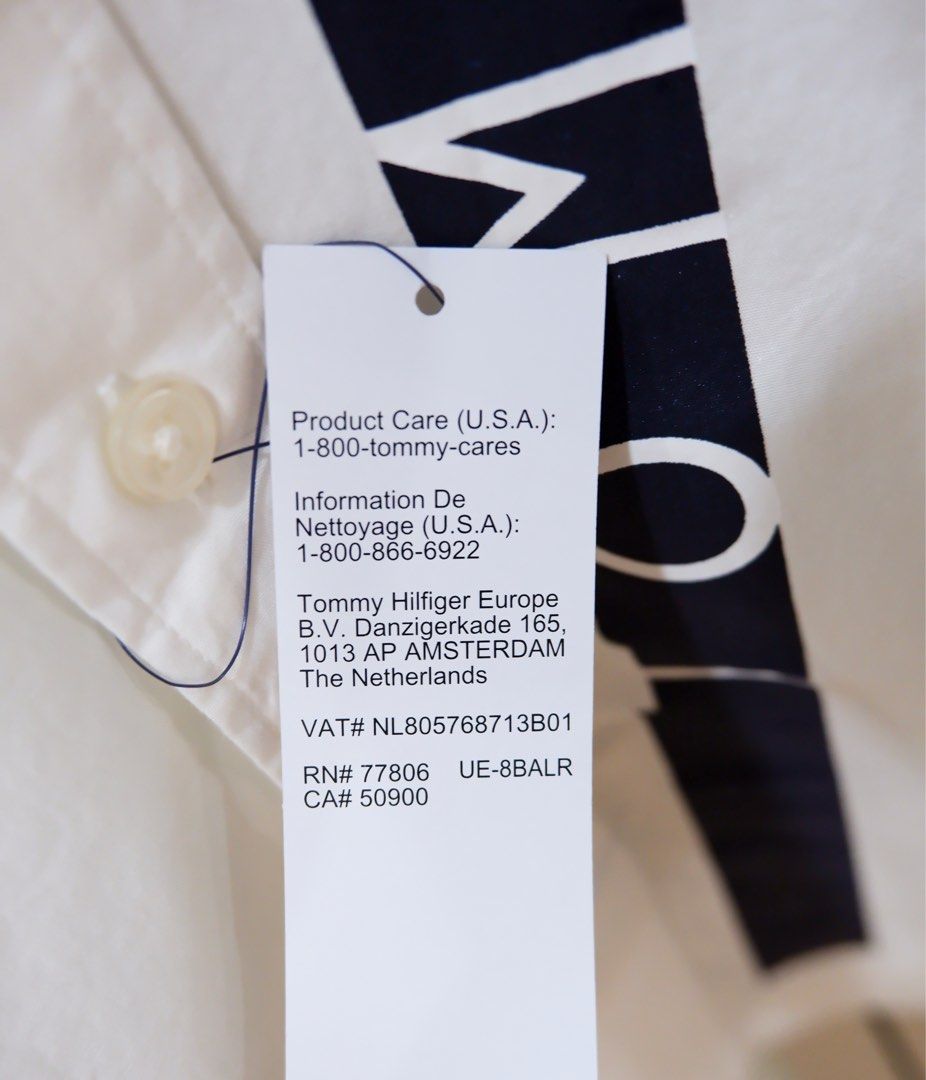 Product Care (U.S.A.):
1-800-tommy-cares
Information De
Nettoyage (U.S.A.):
1-800-866-6922
Tommy Hilfiger Europe
B.V. Danzigerkade 165,
1013 AP AMSTERDAM
The Netherlands
VAT# NL805768713B01
RN# 77806 UE-8BALR
CA# 50900